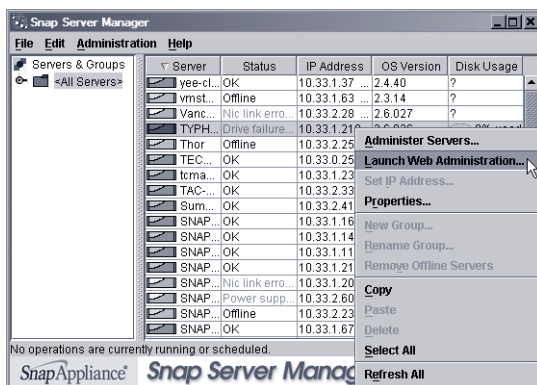 Snap Server Manager
File Edit Administration Help
Servers & Groups
<All Servers>
Server Status IP Address OS Version Disk Usage
yee-cl... OK 10.33.1.37 ... 2.4.40 ?
vmst... Offline 10.33.1.63 ... 2.3.14 ?
Vanc... Nic link erro... 10.33.2.28 ... 2.6.027 ?
TYPH... Drive failure... 10.33.1.210
Thor Offline 10.33.2.25
TEC... OK 10.33.0.25
tcma... OK 10.33.1.23
TAC-... OK 10.33.2.33
Sum... OK 10.33.2.41
SNAP... OK 10.33.1.16
SNAP... OK 10.33.1.14
SNAP... OK 10.33.1.11
SNAP... OK 10.33.1.21
SNAP... Nic link erro... 10.33.1.20
SNAP... Power supp... 10.33.2.60
SNAP... Offline 10.33.2.23
SNAP... OK 10.33.1.67
Administer Servers...
Launch Web Administration...
Set IP Address...
Properties...
New Group...
Rename Group...
Remove Offline Servers
Copy
Paste
Delete
Select All
Refresh All
No operations are currently running or scheduled.
SnapAppliance® Snap Server Manag